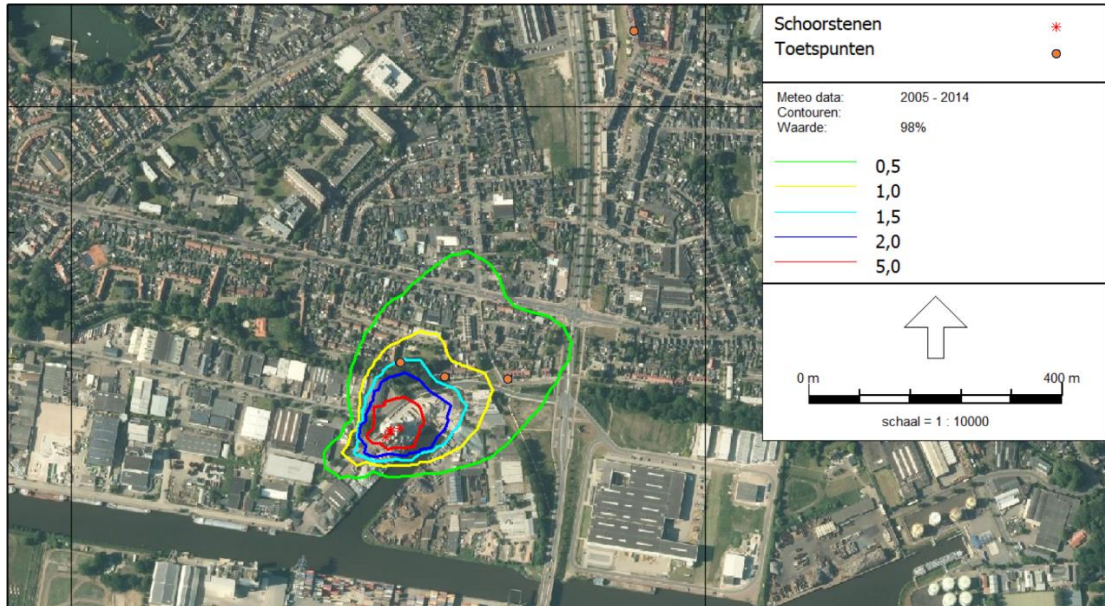 Schoorstenen
Toetspunten
Meteo data: 2005 - 2014
Contouren:
Waarde: 98%
0,5
1,0
1,5
2,0
5,0
0 m 400 m
schaal = 1 : 10000